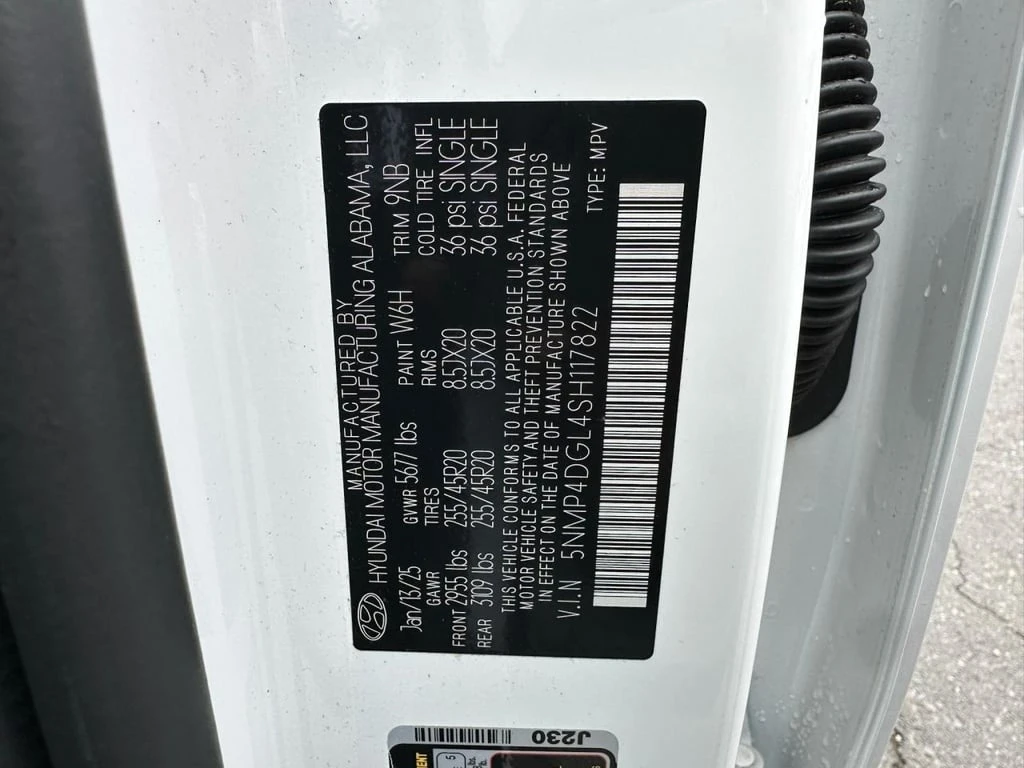 MANUFACTURED BY
HYUNDAI MOTOR MANUFACTURING ALABAMA, LLC
Jan/13/25 GVWR 5677 lbs PAINT W6H TRIM 9NB
GAWR TIRES RIMS COLD TIRE INFL
FRONT 2955 lbs 255/45R20 8.5JX20 36 psi SINGLE
REAR 3109 lbs 255/45R20 8.5JX20 36 psi SINGLE
THIS VEHICLE CONFORMS TO ALL APPLICABLE U.S.A. FEDERAL
MOTOR VEHICLE SAFETY AND THEFT PREVENTION STANDARDS
IN EFFECT ON THE DATE OF MANUFACTURE SHOWN ABOVE
V.I.N 5NMP4DGL4SH117822 TYPE: MPV
J230
5